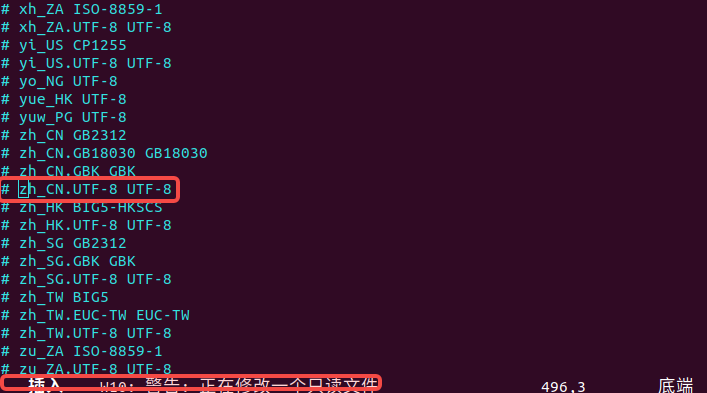 # xh_ZA ISO-8859-1
# xh_ZA.UTF-8 UTF-8
# yi_US CP1255
# yi_US.UTF-8 UTF-8
# yo_NG UTF-8
# yue_HK UTF-8
# yuw_PG UTF-8
# zh_CN GB2312
# zh_CN.GB18030 GB18030
# zh_CN.GBK GBK
# zh_CN.UTF-8 UTF-8
# zh_HK BIG5-HKSCS
# zh_HK.UTF-8 UTF-8
# zh_SG GB2312
# zh_SG.GBK GBK
# zh_SG.UTF-8 UTF-8
# zh_TW BIG5
# zh_TW.EUC-TW EUC-TW
# zh_TW.UTF-8 UTF-8
# zu_ZA ISO-8859-1
# zu_ZA.UTF-8 UTF-8
-- 插入 -- W10: 警告: 正在修改一个只读文件 496,3 底端